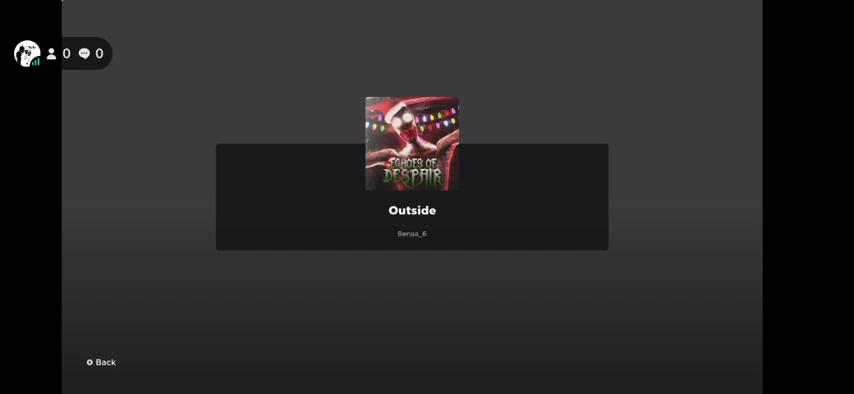 0 0
ECHOES OF
DESPAIR
Outside
Benaa_6
Back